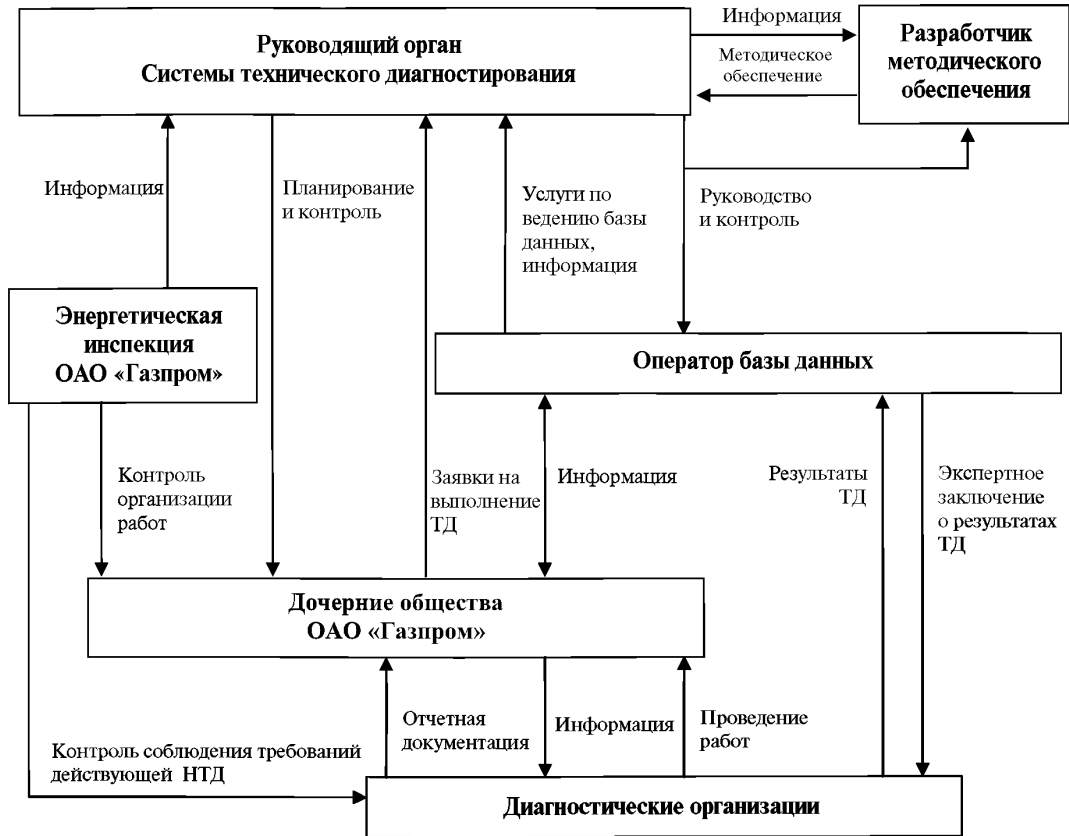 Руководящий орган
Системы технического диагностирования
Информация
Методическое
обеспечение
Разработчик
методического
обеспечения
Информация
Планирование
и контроль
Услуги по
ведению базы
данных,
информация
Руководство
и контроль
Энергетическая
инспекция
ОАО «Газпром»
Оператор базы данных
Контроль
организации
работ
Заявки на
выполнение
ТД
Информация
Результаты
ТД
Экспертное
заключение
о результатах
ТД
Дочерние общества
ОАО «Газпром»
Отчетная
документация
Информация
Проведение
работ
Контроль соблюдения требований
действующей НТД
Диагностические организации